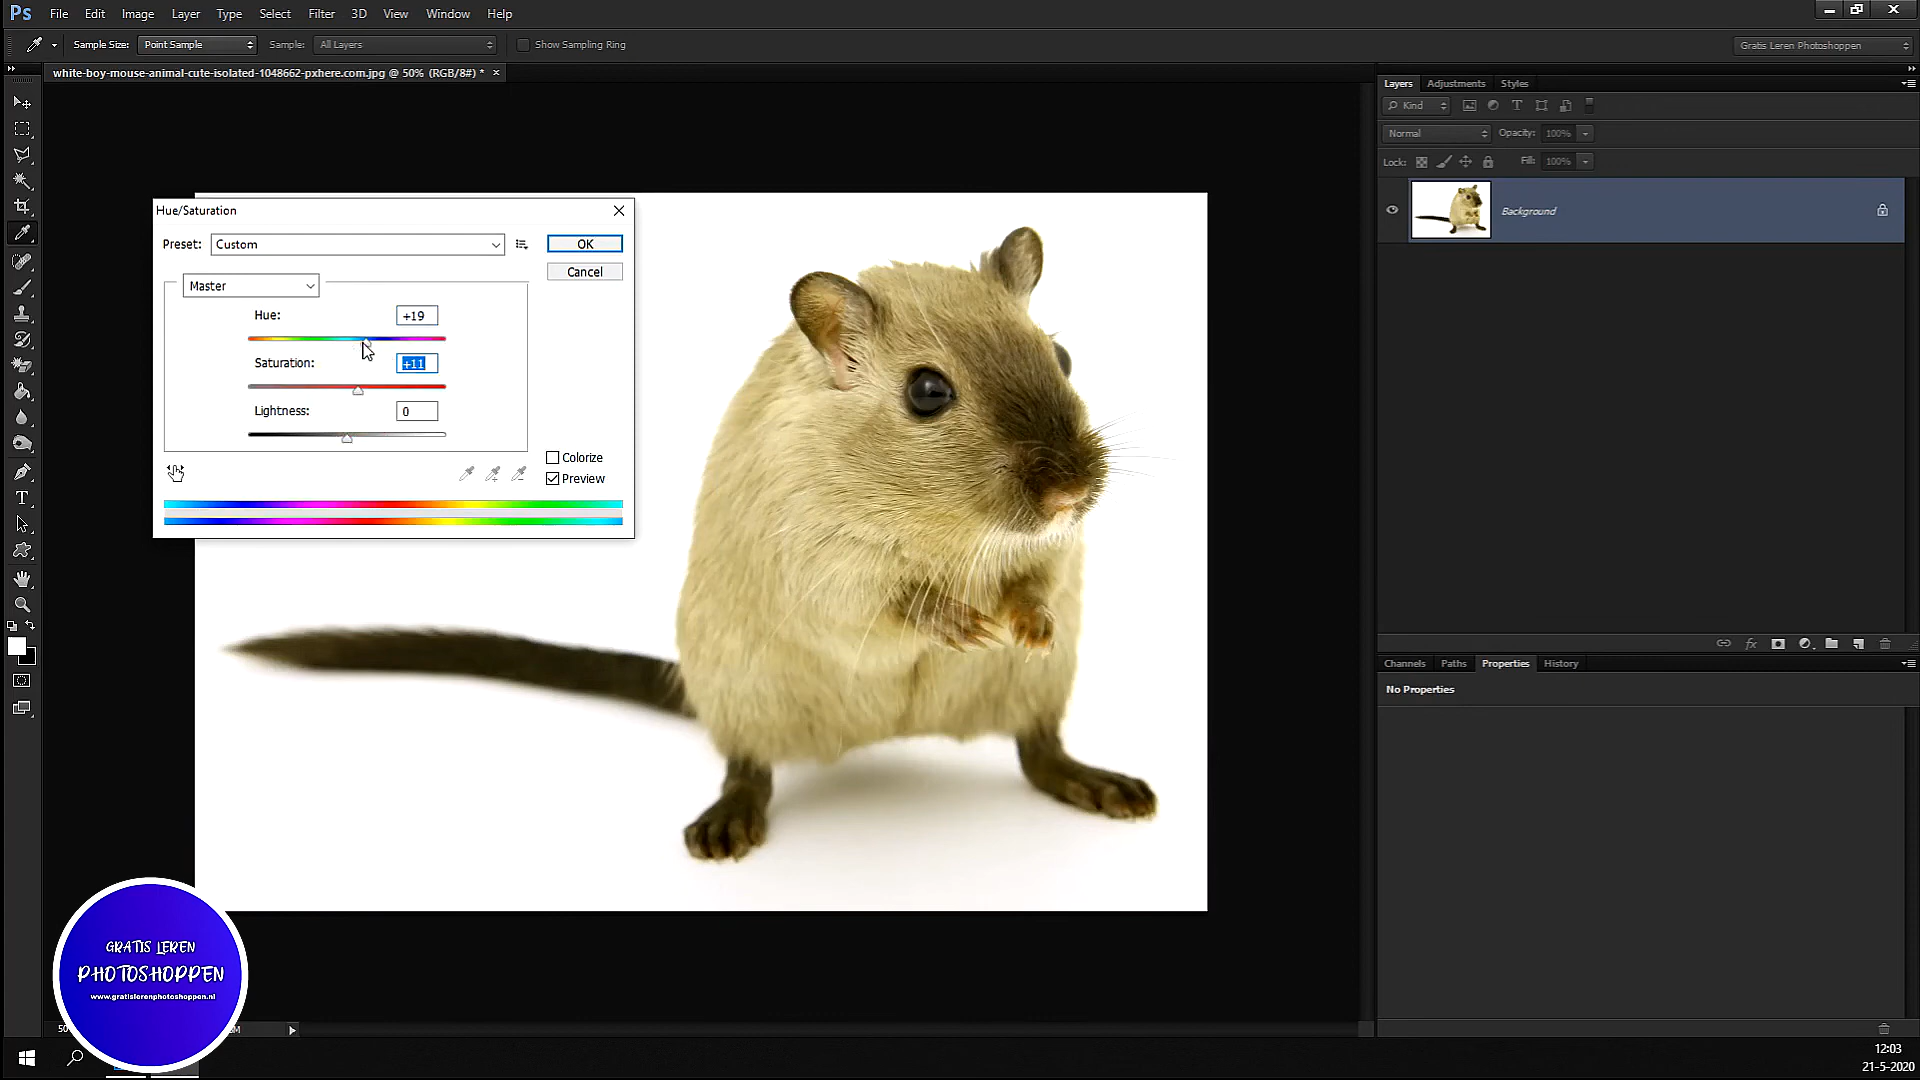 Ps File Edit Image Layer Type Select Filter 3D View Window Help
Sample Size: Point Sample Sample: All Layers Show Sampling Ring Gratis Leren Photoshoppen
white-boy-mouse-animal-cute-isolated-1048662-pxhere.com.jpg @ 50% (RGB/8#) *
Layers Adjustments Styles
Kind
Normal Opacity: 100%
Lock: Fill: 100%
Background
Hue/Saturation
Preset: Custom OK
Cancel
Master
Hue: +19
Saturation: +11
Lightness: 0
Colorize
Preview
Channels Paths Properties History
No Properties
GRATIS LEREN
PHOTOSHOPPEN
www.gratislerenphotoshoppen.nl
12:03
21-5-2020